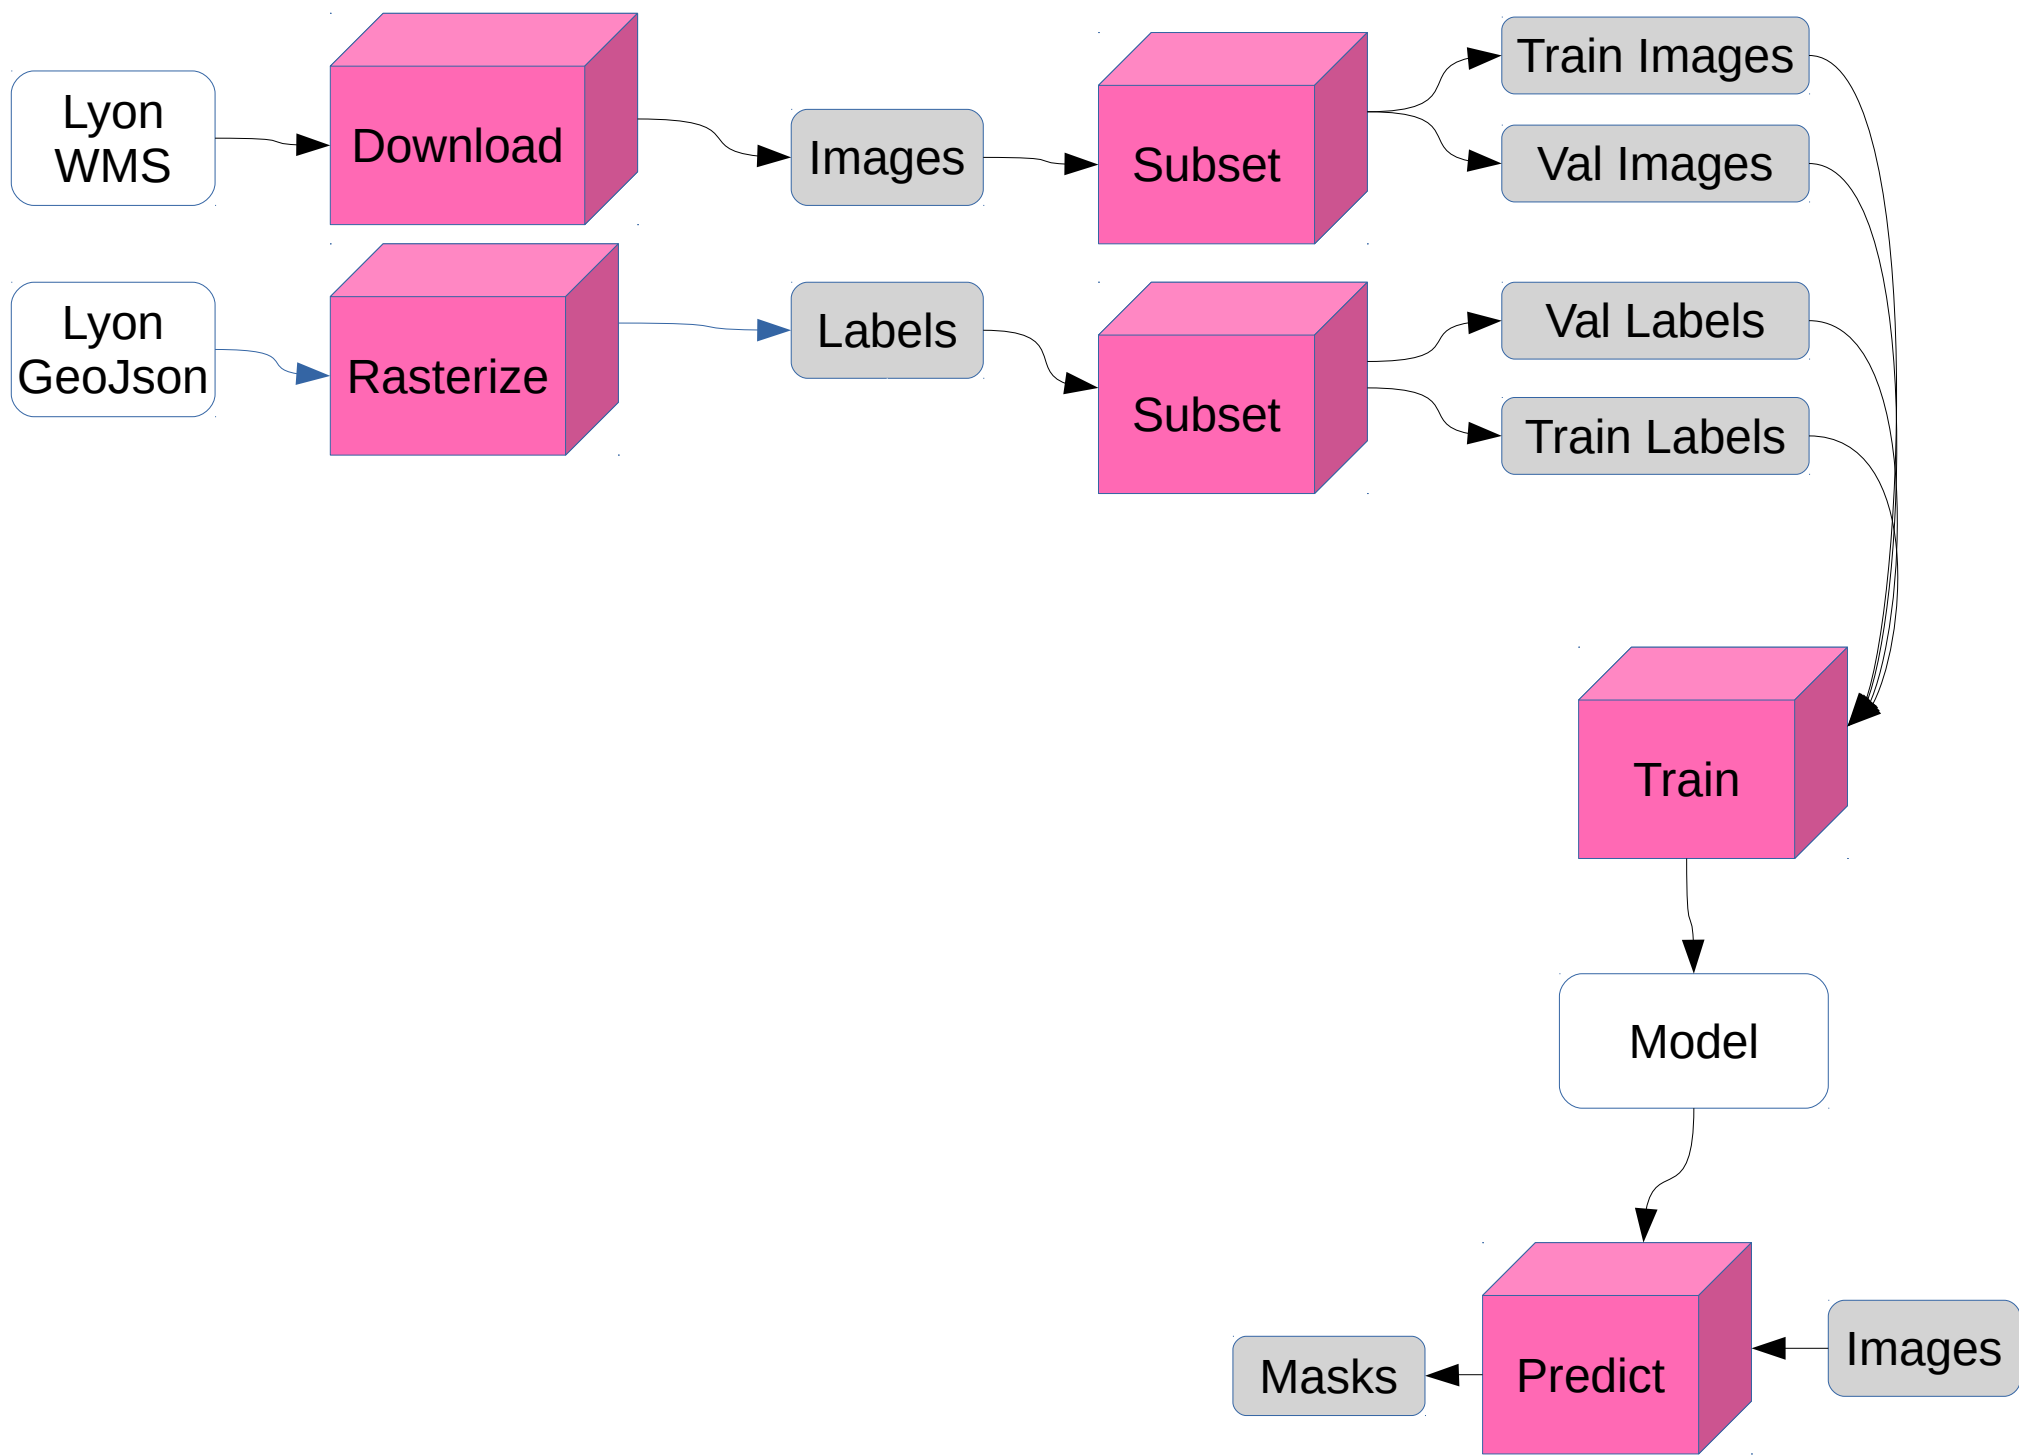 Lyon
WMS
Download
Images
Subset
Train Images
Val Images
Lyon
GeoJson
Rasterize
Labels
Subset
Val Labels
Train Labels
Train
Model
Predict
Images
Masks